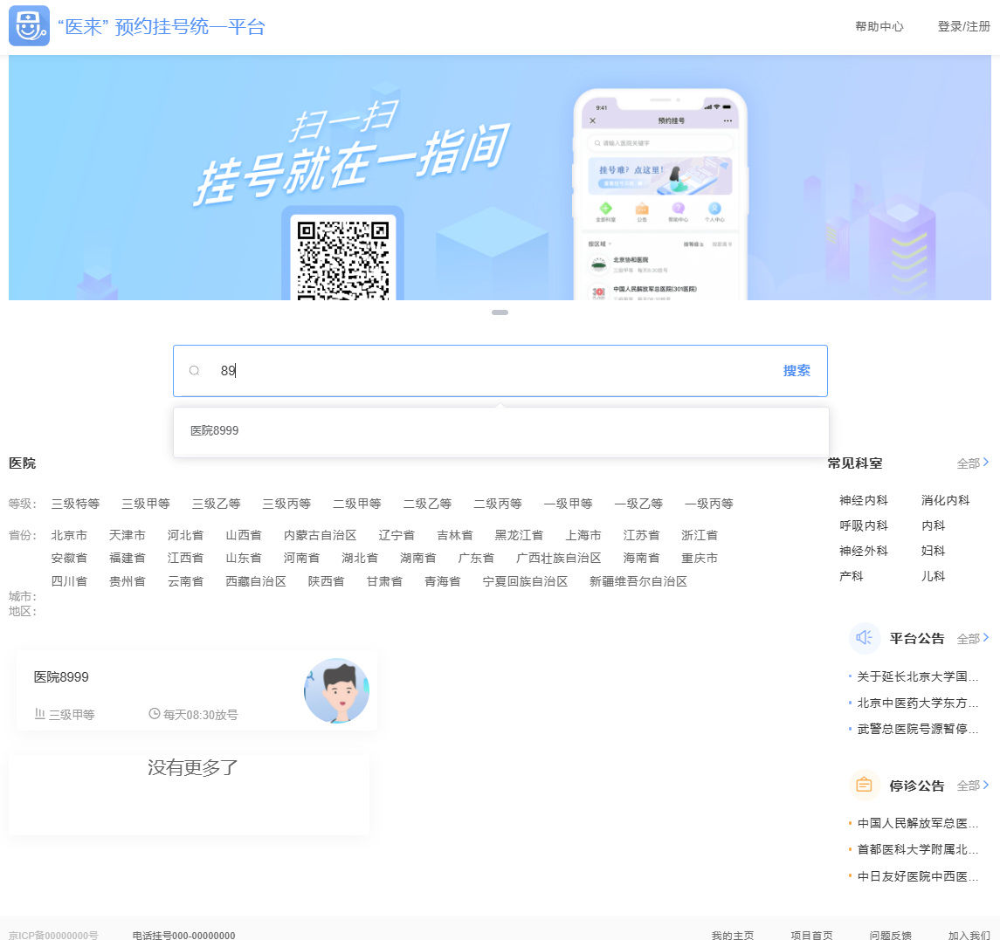 “医来” 预约挂号统一平台
帮助中心 登录/注册
扫一扫
挂号就在一指间
9:41
预约挂号
请输入医院关键字
挂号难？点这里！
全部科室 公告 帮助中心 个人中心
按区域
北京协和医院
三级甲等 每天8:30放号
中国人民解放军总医院(301医院)
89 搜索
医院8999
医院
等级： 三级特等 三级甲等 三级乙等 三级丙等 二级甲等 二级乙等 二级丙等 一级甲等 一级乙等 一级丙等
省份： 北京市 天津市 河北省 山西省 内蒙古自治区 辽宁省 吉林省 黑龙江省 上海市 江苏省 浙江省
安徽省 福建省 江西省 山东省 河南省 湖北省 湖南省 广东省 广西壮族自治区 海南省 重庆市
四川省 贵州省 云南省 西藏自治区 陕西省 甘肃省 青海省 宁夏回族自治区 新疆维吾尔自治区
城市：
地区：
医院8999
三级甲等 每天08:30放号
没有更多了
常见科室 全部
神经内科 消化内科
呼吸内科 内科
神经外科 妇科
产科 儿科
平台公告 全部
关于延长北京大学国...
北京中医药大学东方...
武警总医院号源暂停...
停诊公告 全部
中国人民解放军总医...
首都医科大学附属北...
中日友好医院中西医...
京ICP备00000000号 电话挂号000-00000000
我的主页 项目首页 问题反馈 加入我们